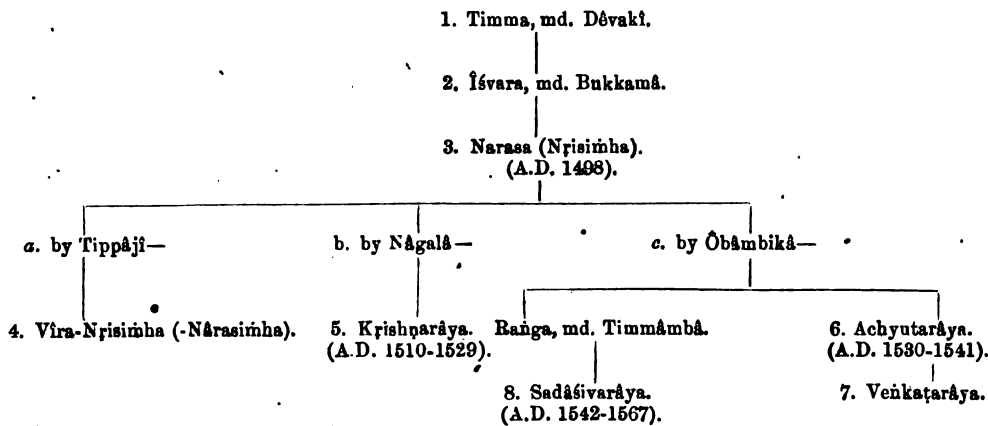 1. Timma, md. Dêvakî.
2. Îśvara, md. Bukkamâ.
3. Narasa (Nṛisiṁha).
(A.D. 1498).
a. by Tippâjî—
b. by Nâgalâ—
c. by Ôbâmbikâ—
4. Vîra-Nṛisiṁha (-Nârasiṁha).
5. Kṛishṇarâya.
(A.D. 1510-1529).
Raṅga, md. Timmâmbâ.
6. Achyutarâya.
(A.D. 1530-1541).
8. Sadâśivarâya.
(A.D. 1542-1567).
7. Veṅkaṭarâya.